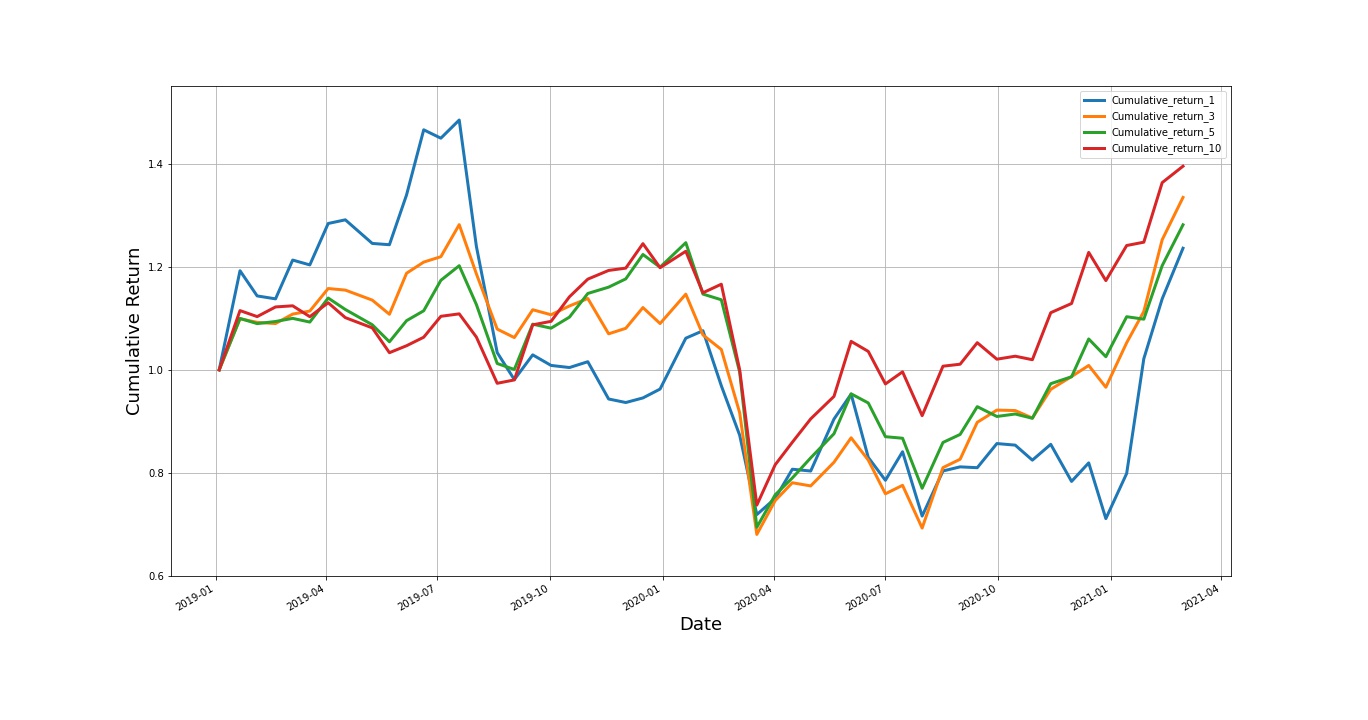 Cumulative_return_1
Cumulative_return_3
Cumulative_return_5
Cumulative_return_10
Cumulative Return
1.4
1.2
1.0
0.8
0.6
2019-01
2019-04
2019-07
2019-10
2020-01
2020-04
2020-07
2020-10
2021-01
2021-04
Date